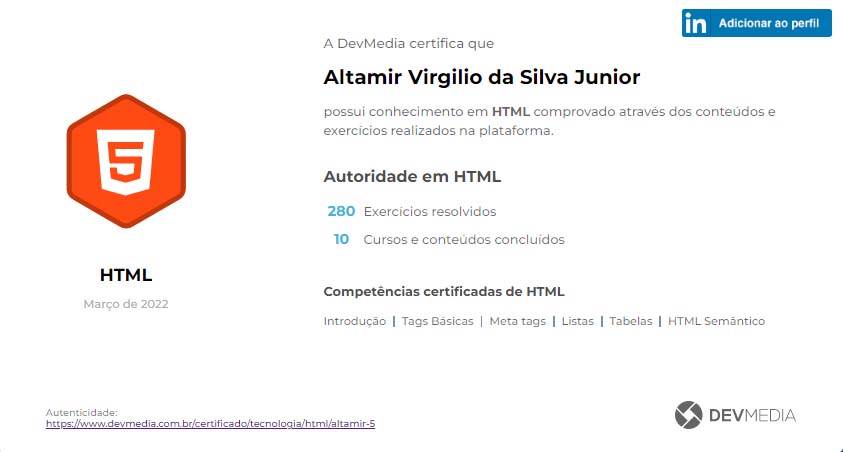 Adicionar ao perfil
A DevMedia certifica que
Altamir Virgilio da Silva Junior
possui conhecimento em HTML comprovado através dos conteúdos e
exercícios realizados na plataforma.
Autoridade em HTML
280 Exercícios resolvidos
10 Cursos e conteúdos concluídos
HTML
Março de 2022
Competências certificadas de HTML
Introdução | Tags Básicas | Meta tags | Listas | Tabelas | HTML Semântico
Autenticidade:
https://www.devmedia.com.br/certificado/tecnologia/html/altamir-5
DEVMEDIA
in
5